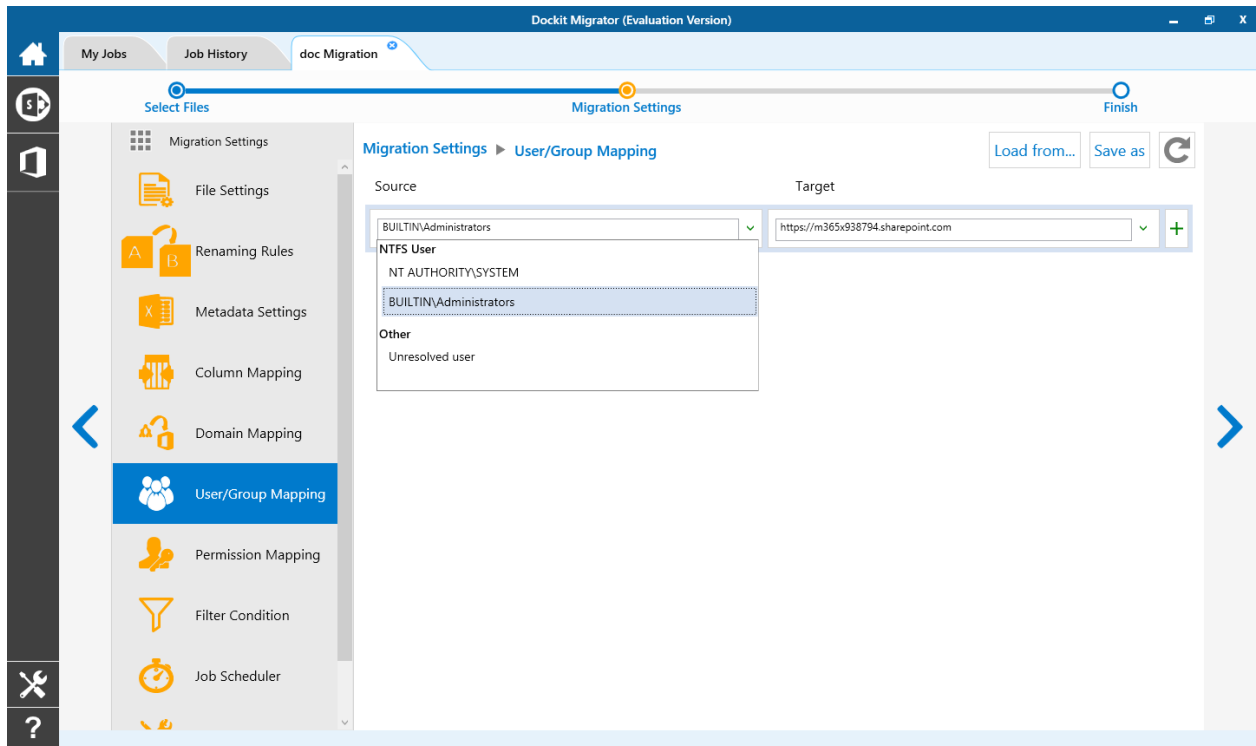 Dockit Migrator (Evaluation Version)
My Jobs
Job History
doc Migration
Select Files
Migration Settings
Finish
Migration Settings
File Settings
A
B
Renaming Rules
X
Metadata Settings
Column Mapping
Domain Mapping
User/Group Mapping
Permission Mapping
Filter Condition
Job Scheduler
Migration Settings ▶ User/Group Mapping
Load from...
Save as
Source
Target
BUILTIN\Administrators
https://m365x938794.sharepoint.com
NTFS User
NT AUTHORITY\SYSTEM
BUILTIN\Administrators
Other
Unresolved user
S
?